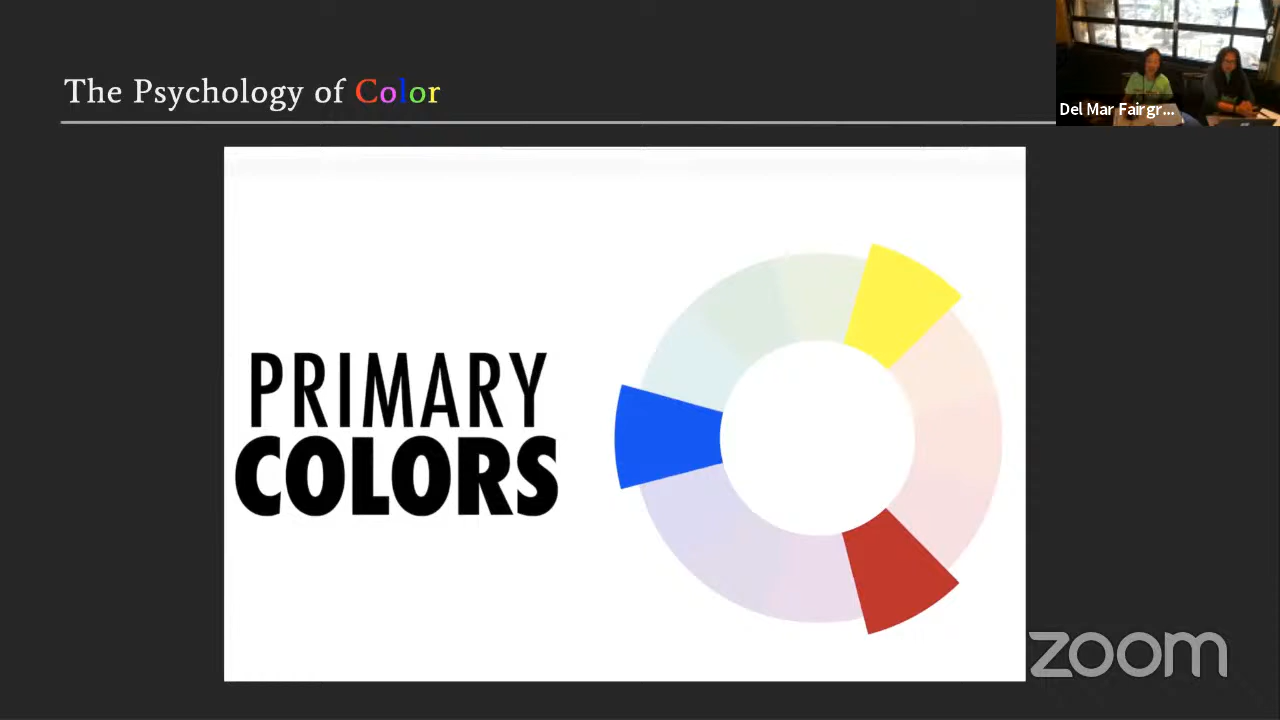 The Psychology of Color
Del Mar Fairgr...
PRIMARY
COLORS
zoom